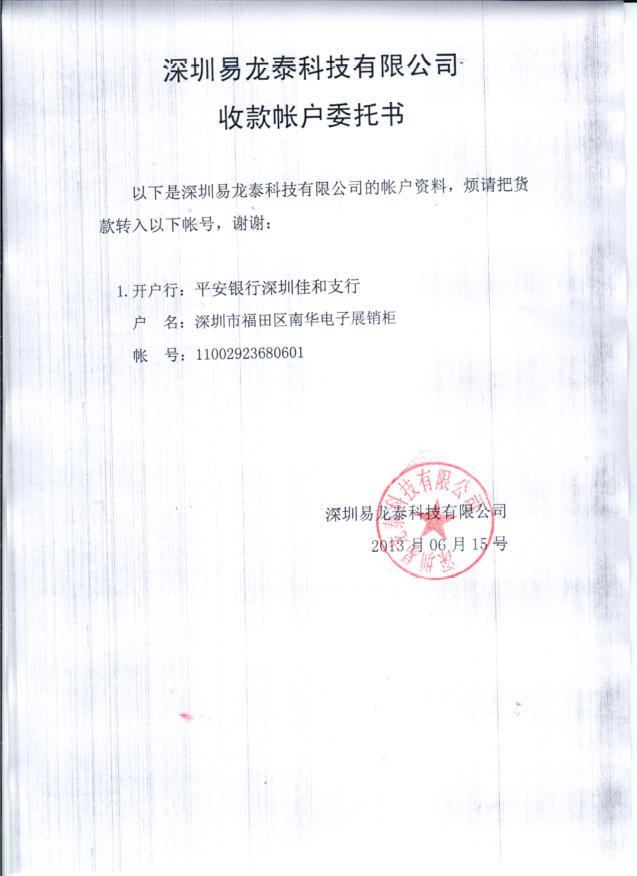 深圳易龙泰科技有限公司
收款帐户委托书
以下是深圳易龙泰科技有限公司的帐户资料，烦请把货
款转入以下帐号，谢谢：
1.开户行：平安银行深圳佳和支行
户　名：深圳市福田区南华电子展销柜
帐　号：11002923680601
深圳易龙泰科技有限公司
2013 月 06 月 15 号
深圳易龙泰科技有限公司